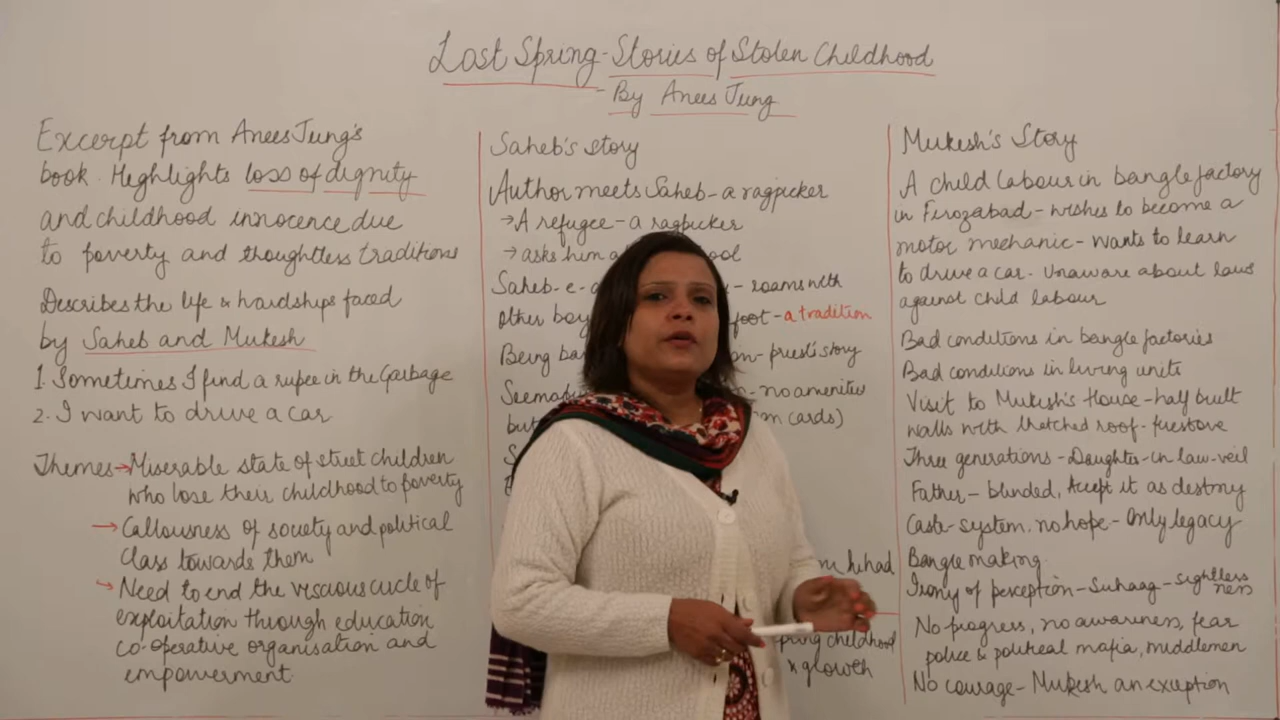 Lost Spring-Stories of Stolen Childhood
- By Anees Jung
Excerpt from Anees Jung's
book. Highlights loss of dignity
and childhood innocence due
to poverty and thoughtless traditions
Describes the life & hardships faced
by Saheb and Mukesh
1. Sometimes I find a rupee in the Garbage
2. I want to drive a car
Themes→Miserable state of street children
who lose their childhood to poverty
→ Callousness of society and political
Class towards them
→ Need to end the viscious circle of
exploitation through education
co-operative organisation and
empowerment.
Saheb's story
Author meets Saheb- a ragpicker
→A refugee - a ragpicker
→asks him
Saheb-e- - roams with
other boy foot - a tradition
Being ba - priest's story
Seema - no amenities
but cards)
he had
childhood
x growth
Mukesh's Story
A child labour in bangle factory
in Firozabad - wishes to become a
motor mechanic - wants to learn
to drive a car. Unaware about laws
against child labour
Bad conditions in bangle factories
Bad conditions in living units
Visit to Mukesh's House - half built
walls with thatched roof - firestove
Three generations - Daughter-in law-veil
Father - blinded, Accept it as destiny
Caste-system. no hope - Only legacy
Bangle making.
Irony of perception - Suhaag - sightless
ness
No progress, no awareness, fear
police & political mafia, middlemen
No courage - Mukesh an exception